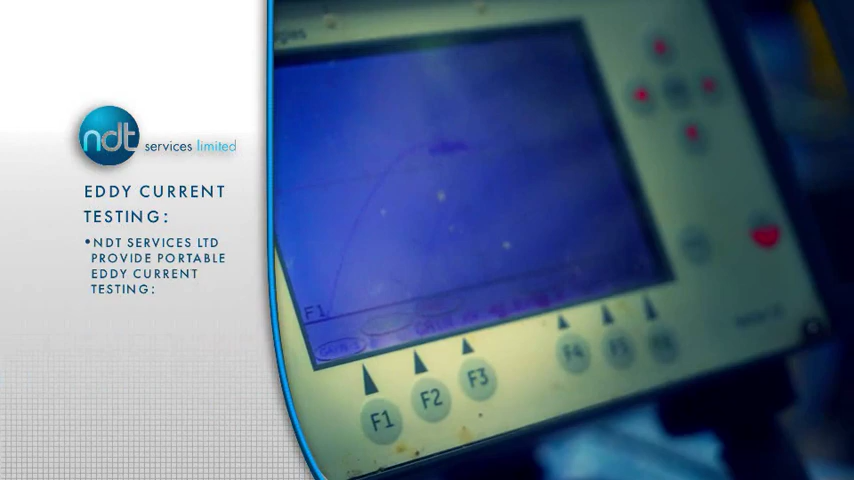 ndt services limited
EDDY CURRENT
TESTING:
•NDT SERVICES LTD
PROVIDE PORTABLE
EDDY CURRENT
TESTING:
F1
F1
F2
F3
F4
F5
F6